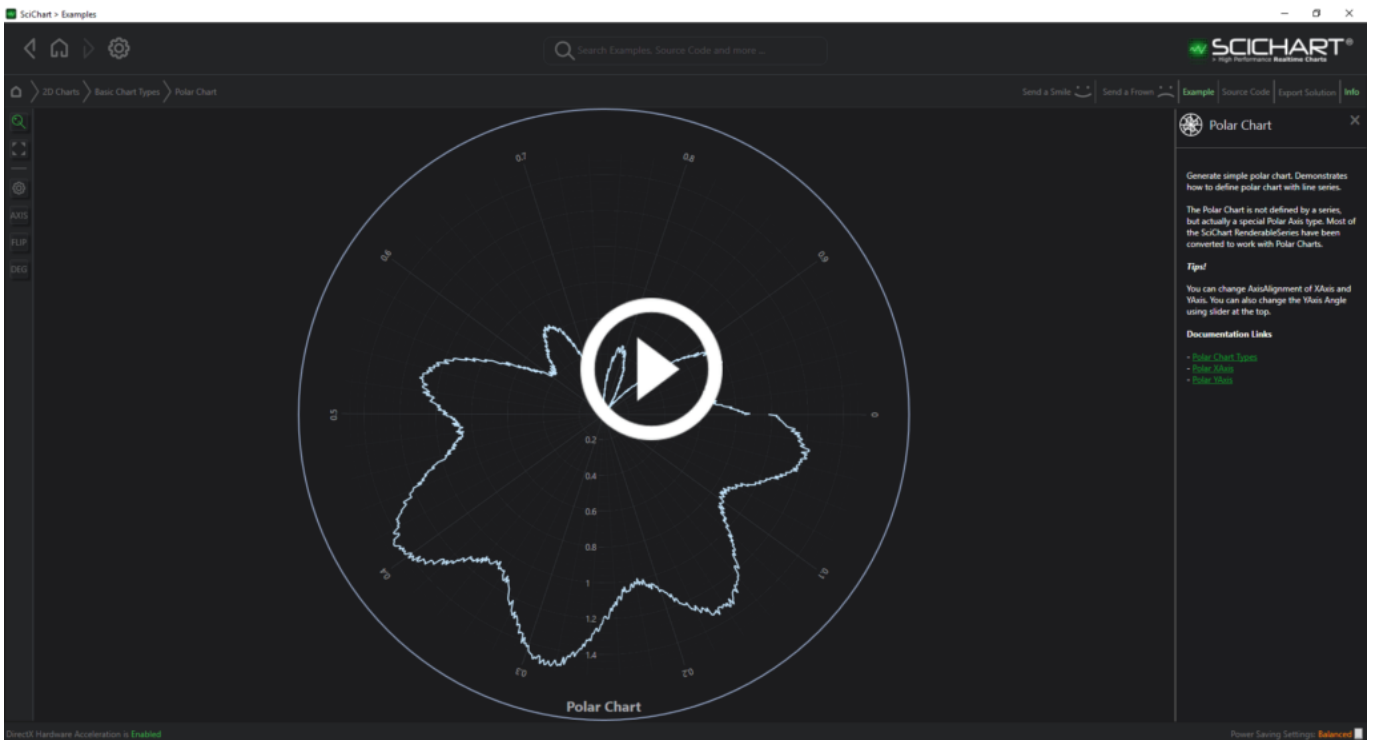 SciChart > Examples
Search Examples, Source Code and more ...
SCICHART®
High Performance Realtime Charts
2D Charts
Basic Chart Types
Polar Chart
Send a Smile
Send a Frown
Example
Source Code
Export Solution
Info
AXIS
FLIP
DEG
0.7
0.8
0.6
0.9
0.5
0
0.2
0.4
0.6
0.8
1
1.2
1.4
0.4
0.1
0.3
0.2
Polar Chart
Polar Chart
Generate simple polar chart. Demonstrates
how to define polar chart with line series.
The Polar Chart is not defined by a series,
but actually a special Polar Axis type. Most of
the SciChart RenderableSeries have been
converted to work with Polar Charts.
Tips!
You can change AxisAlignment of XAxis and
YAxis. You can also change the YAxis Angle
using slider at the top.
Documentation Links
- Polar Chart Types
- Polar XAxis
- Polar YAxis
DirectX Hardware Acceleration is Enabled
Power Saving Settings: Balanced